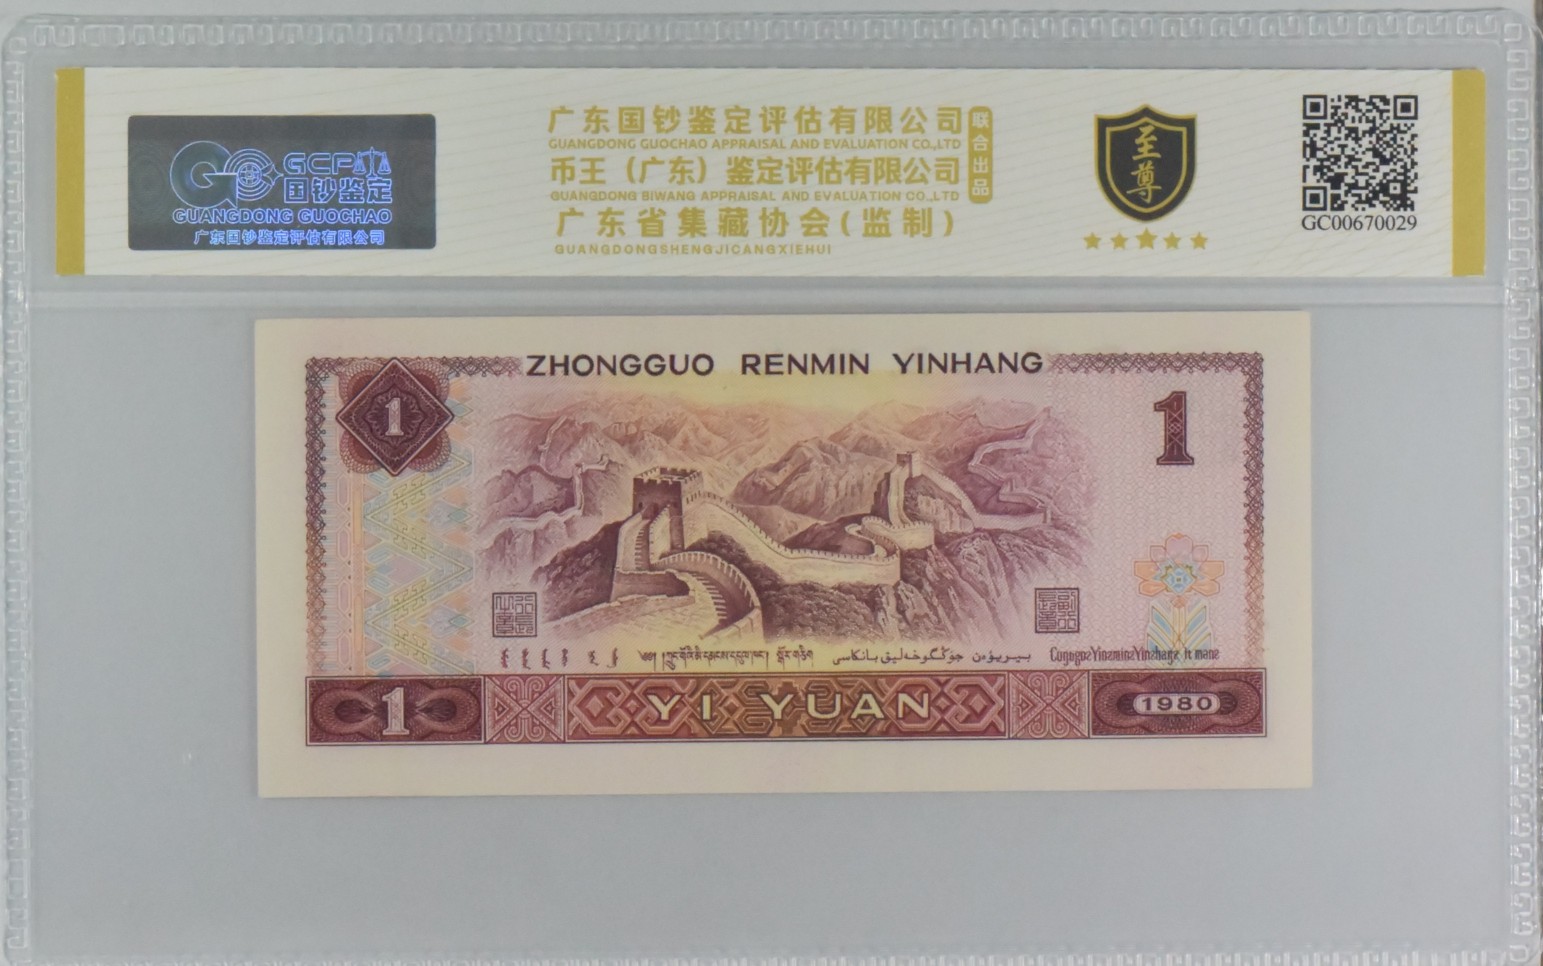 GCP
国钞鉴定
GUANGDONG GUOCHAO
广东国钞鉴定评估有限公司
广东国钞鉴定评估有限公司
GUANGDONG GUOCHAO APPRAISAL AND EVALUATION CO.,LTD
币王（广东）鉴定评估有限公司
GUANGDONG BIWANG APPRAISAL AND EVALUATION CO.,LTD
联合出品
广东省集藏协会(监制)
GUANGDONGSHENGJICANGXIEHUI
至尊
GC00670029
ZHONGGUO RENMIN YINHANG
1
1
1
YI YUAN
1980